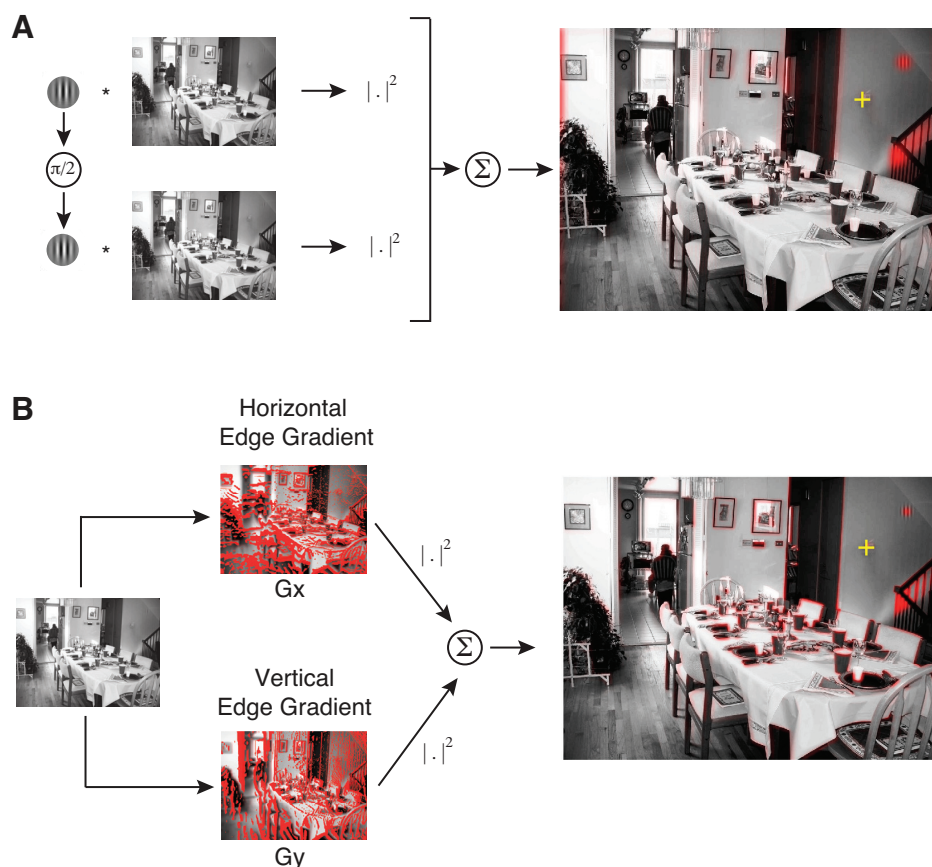 A
*
| . |²
π/2
Σ
*
| . |²
B
Horizontal
Edge Gradient
Gx
| . |²
Σ
Vertical
Edge Gradient
| . |²
Gy